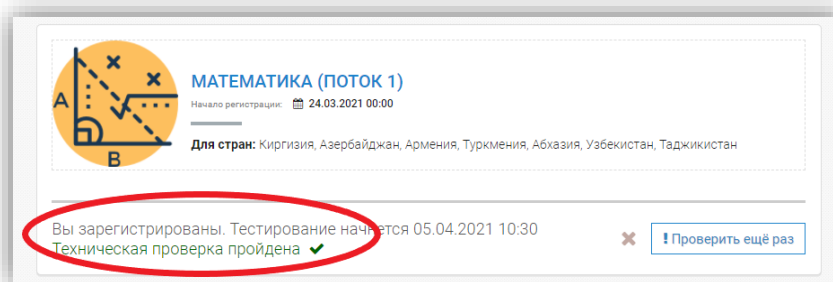 A
B
МАТЕМАТИКА (ПОТОК 1)
Начало регистрации: 24.03.2021 00:00
Для стран: Киргизия, Азербайджан, Армения, Туркмения, Абхазия, Узбекистан, Таджикистан
Вы зарегистрированы. Тестирование начнется 05.04.2021 10:30
Техническая проверка пройдена ✔
✖ ! Проверить ещё раз